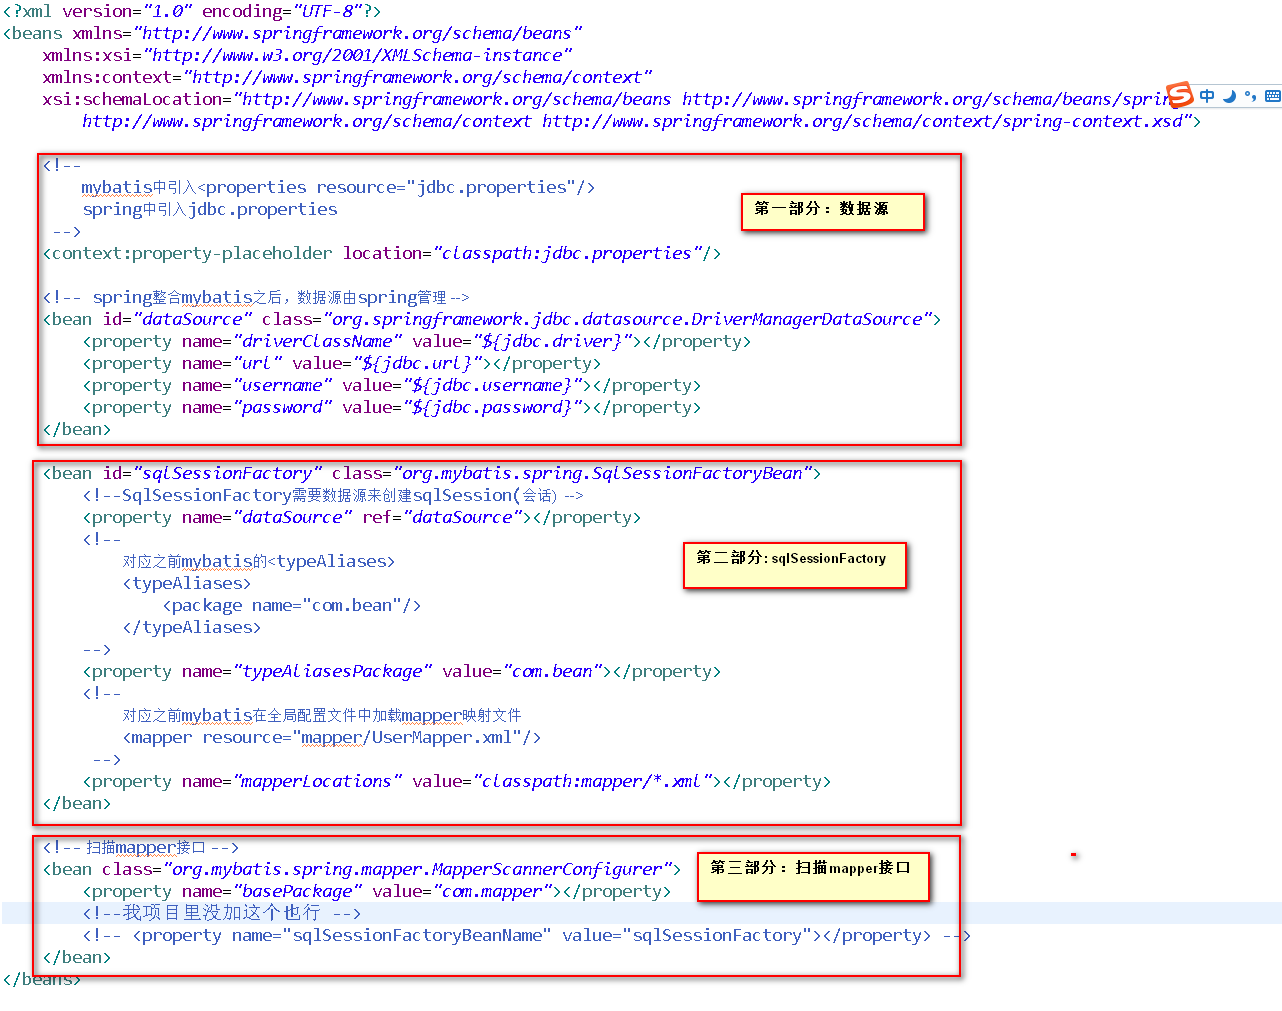 <?xml version="1.0" encoding="UTF-8"?>
<beans xmlns="http://www.springframework.org/schema/beans"
xmlns:xsi="http://www.w3.org/2001/XMLSchema-instance"
xmlns:context="http://www.springframework.org/schema/context"
xsi:schemaLocation="http://www.springframework.org/schema/beans http://www.springframework.org/schema/beans/spring
中
http://www.springframework.org/schema/context http://www.springframework.org/schema/context/spring-context.xsd">
<!--
mybatis中引入<properties resource="jdbc.properties"/>
spring中引入jdbc.properties
第一部分：数据源
-->
<context:property-placeholder location="classpath:jdbc.properties"/>
<!-- spring整合mybatis之后，数据源由spring管理 -->
<bean id="dataSource" class="org.springframework.jdbc.datasource.DriverManagerDataSource">
<property name="driverClassName" value="${jdbc.driver}"></property>
<property name="url" value="${jdbc.url}"></property>
<property name="username" value="${jdbc.username}"></property>
<property name="password" value="${jdbc.password}"></property>
</bean>
<bean id="sqlSessionFactory" class="org.mybatis.spring.SqlSessionFactoryBean">
<!--SqlSessionFactory需要数据源来创建sqlSession(会话) -->
<property name="dataSource" ref="dataSource"></property>
<!--
对应之前mybatis的<typeAliases>
第二部分: sqlSessionFactory
<typeAliases>
<package name="com.bean"/>
</typeAliases>
-->
<property name="typeAliasesPackage" value="com.bean"></property>
<!--
对应之前mybatis在全局配置文件中加载mapper映射文件
<mapper resource="mapper/UserMapper.xml"/>
-->
<property name="mapperLocations" value="classpath:mapper/*.xml"></property>
</bean>
<!-- 扫描mapper接口 -->
<bean class="org.mybatis.spring.mapper.MapperScannerConfigurer">
第三部分：扫描mapper接口
<property name="basePackage" value="com.mapper"></property>
<!--我项目里没加这个也行 -->
<!-- <property name="sqlSessionFactoryBeanName" value="sqlSessionFactory"></property> -->
</bean>
</beans>